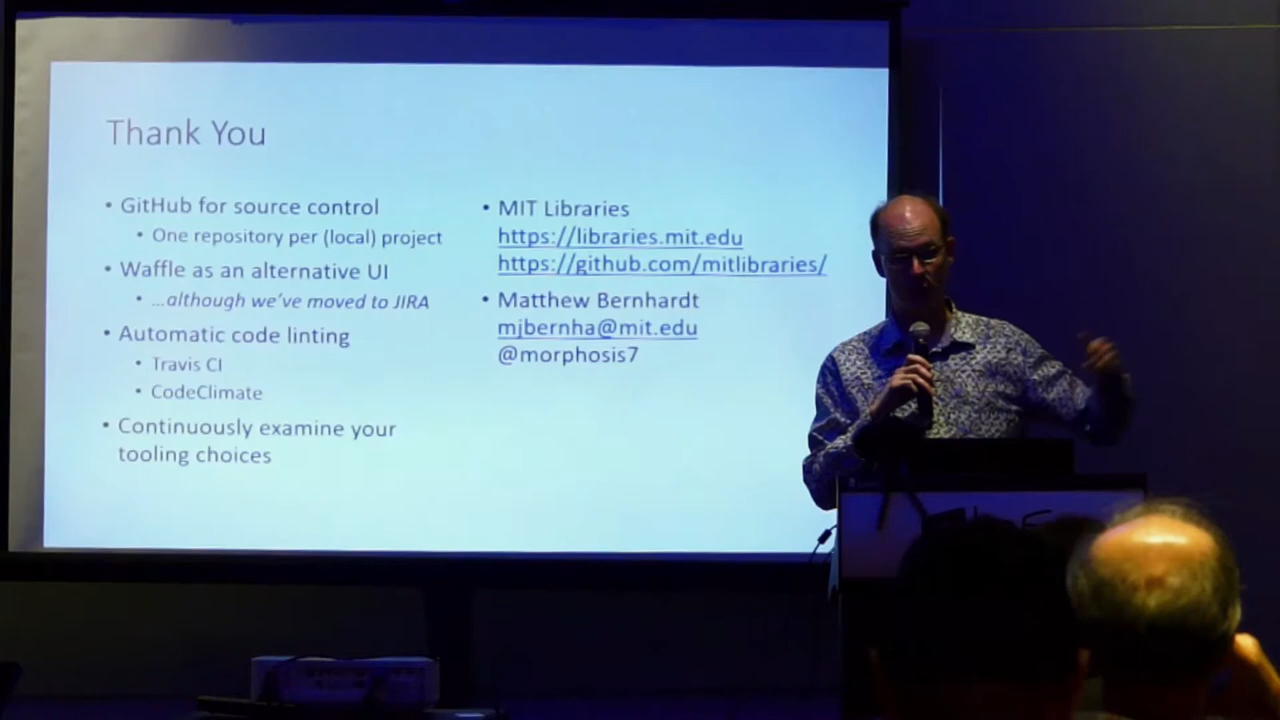 Thank You
• GitHub for source control
• One repository per (local) project
• Waffle as an alternative UI
• ...although we've moved to JIRA
• Automatic code linting
• Travis CI
• CodeClimate
• Continuously examine your
tooling choices
• MIT Libraries
https://libraries.mit.edu
https://github.com/mitlibraries/
• Matthew Bernhardt
mjbernha@mit.edu
@morphosis7